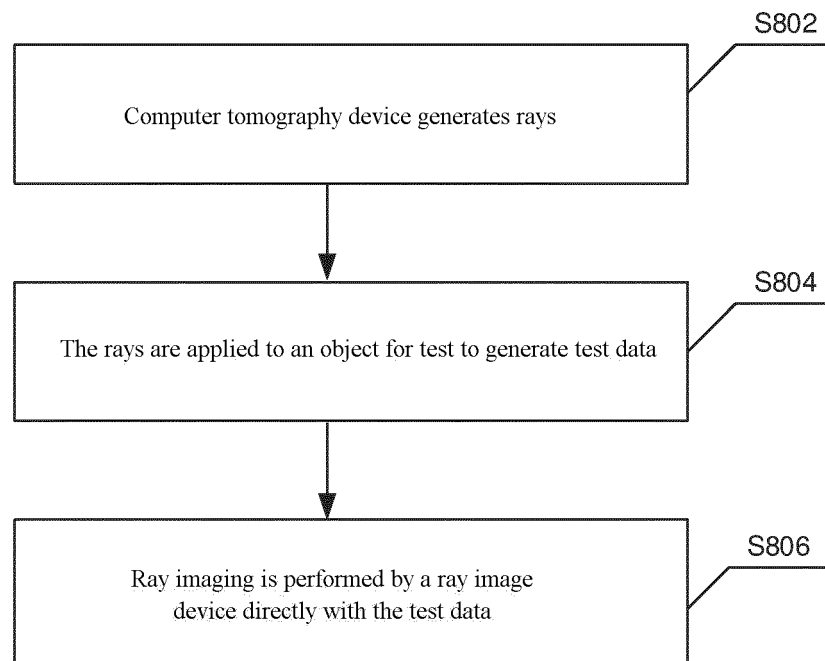 S802
Computer tomography device generates rays
S804
The rays are applied to an object for test to generate test data
S806
Ray imaging is performed by a ray image
device directly with the test data